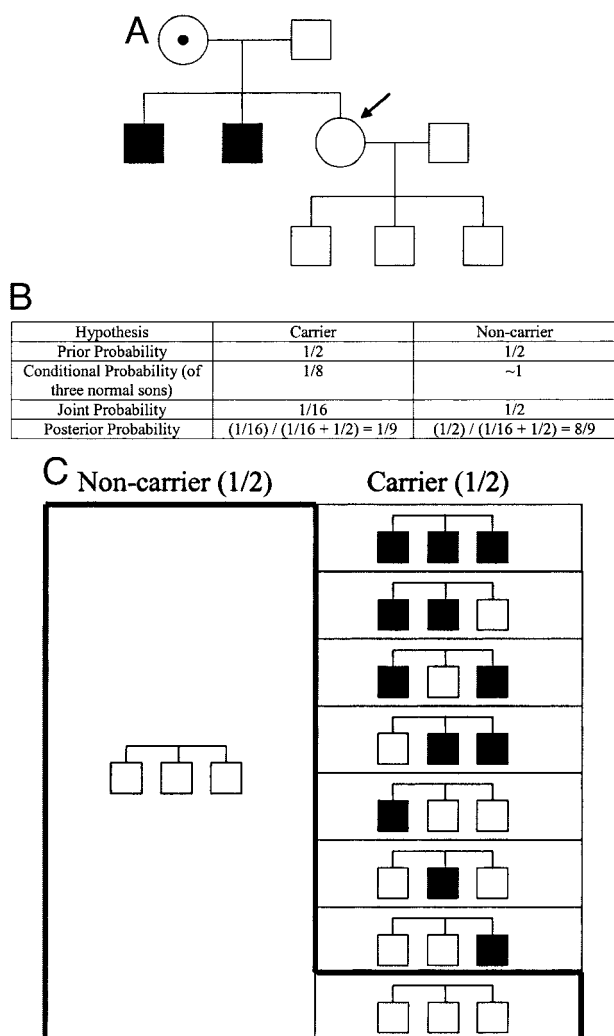 A
B
Hypothesis Carrier Non-carrier
Prior Probability 1/2 1/2
Conditional Probability (of 1/8 ~1
three normal sons)
Joint Probability 1/16 1/2
Posterior Probability (1/16) / (1/16 + 1/2) = 1/9 (1/2) / (1/16 + 1/2) = 8/9
C Non-carrier (1/2) Carrier (1/2)